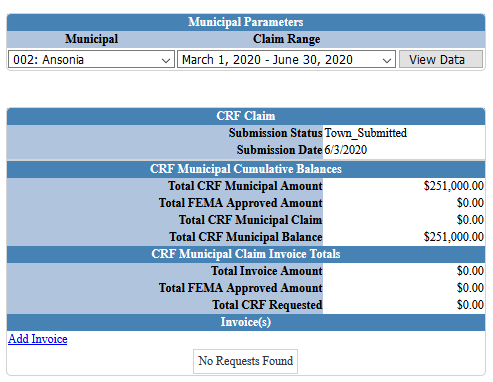 Municipal Parameters
Municipal Claim Range
002: Ansonia March 1, 2020 - June 30, 2020 View Data
CRF Claim
Submission Status Town_Submitted
Submission Date 6/3/2020
CRF Municipal Cumulative Balances
Total CRF Municipal Amount $251,000.00
Total FEMA Approved Amount $0.00
Total CRF Municipal Claim $0.00
Total CRF Municipal Balance $251,000.00
CRF Municipal Claim Invoice Totals
Total Invoice Amount $0.00
Total FEMA Approved Amount $0.00
Total CRF Requested $0.00
Invoice(s)
Add Invoice
No Requests Found